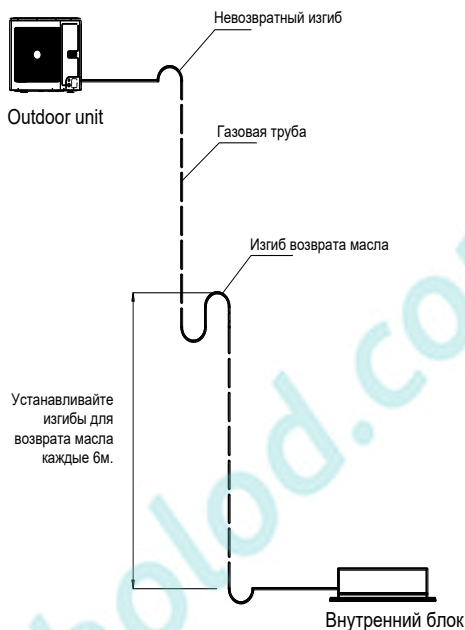 Невозвратный изгиб
Outdoor unit
Газовая труба
Изгиб возврата масла
Устанавливайте
изгибы для
возврата масла
каждые 6м.
Внутренний блок